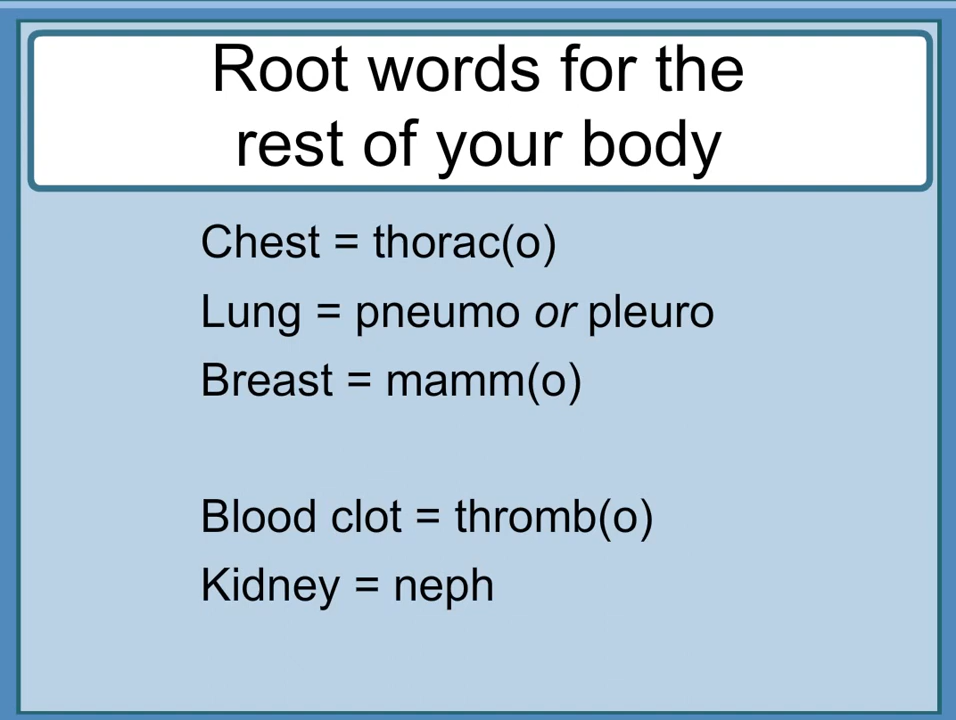 Root words for the
rest of your body
Chest = thorac(o)
Lung = pneumo or pleuro
Breast = mamm(o)
Blood clot = thromb(o)
Kidney = neph